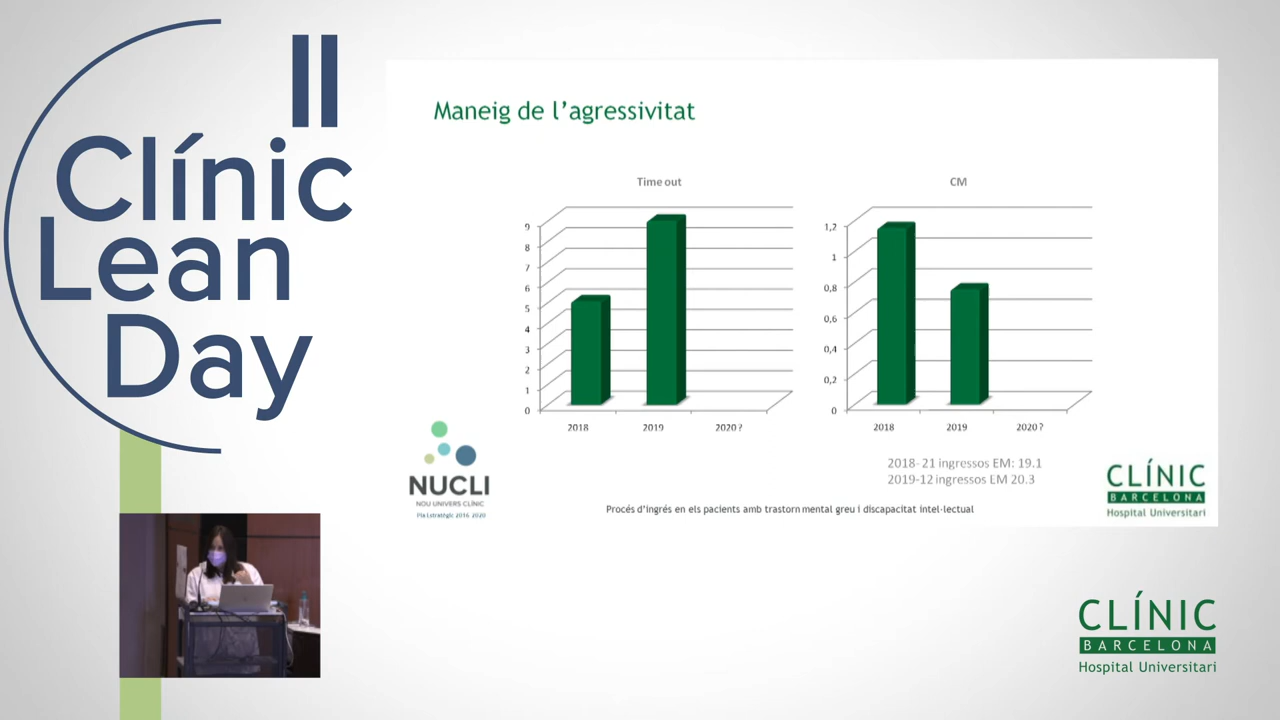 II
Clínic
Lean
Day
Maneig de l'agressivitat
Time out
9
8
7
6
5
4
3
2
1
0
2018
2019
2020?
CM
1,2
1
0,8
0,6
0,4
0,2
0
2018
2019
2020?
2018- 21 ingressos EM: 19.1
2019-12 ingressos EM 20.3
NUCLI
NOU UNIVERS CLÍNIC
Pla Estratègic 2016-2020
Procés d'ingrés en els pacients amb trastorn mental greu i discapacitat intel·lectual
CLÍNIC
BARCELONA
Hospital Universitari
CLÍNIC
BARCELONA
Hospital Universitari